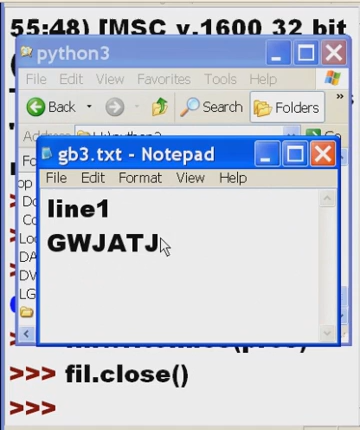 55:48) [MSC v.1600 32 bit
python3
File Edit View Favorites Tools Help
Back Search Folders
gb3.txt - Notepad
File Edit Format View Help
line1
GWJATJ
>>> fil.close()
>>>